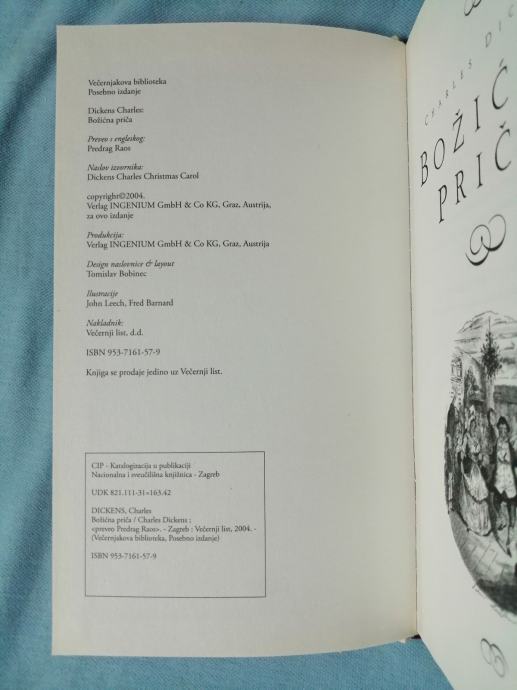 Večernjakova biblioteka
Posebno izdanje
Dickens Charles:
Božićna priča
Preveo s engleskog:
Predrag Raos
Naslov izvornika:
Dickens Charles Christmas Carol
copyright©2004.
Verlag INGENIUM GmbH & Co KG, Graz, Austrija,
za ovo izdanje
Produkcija:
Verlag INGENIUM GmbH & Co KG, Graz, Austrija
Design naslovnice & layout
Tomislav Bobinec
Ilustracije
John Leech, Fred Barnard
Nakladnik:
Večernji list, d.d.
ISBN 953-7161-57-9
Knjiga se prodaje jedino uz Večernji list.
CIP - Katalogizacija u publikaciji
Nacionalna i sveučilišna knjižnica - Zagreb
UDK 821.111-31=163.42
DICKENS, Charles
Božićna priča / Charles Dickens ;
<preveo Predrag Raos>. - Zagreb : Večernji list, 2004. -
(Večernjakova biblioteka, Posebno izdanje)
ISBN 953-7161-57-9
CHARLES DIC
BOŽIĆ
PRIČ